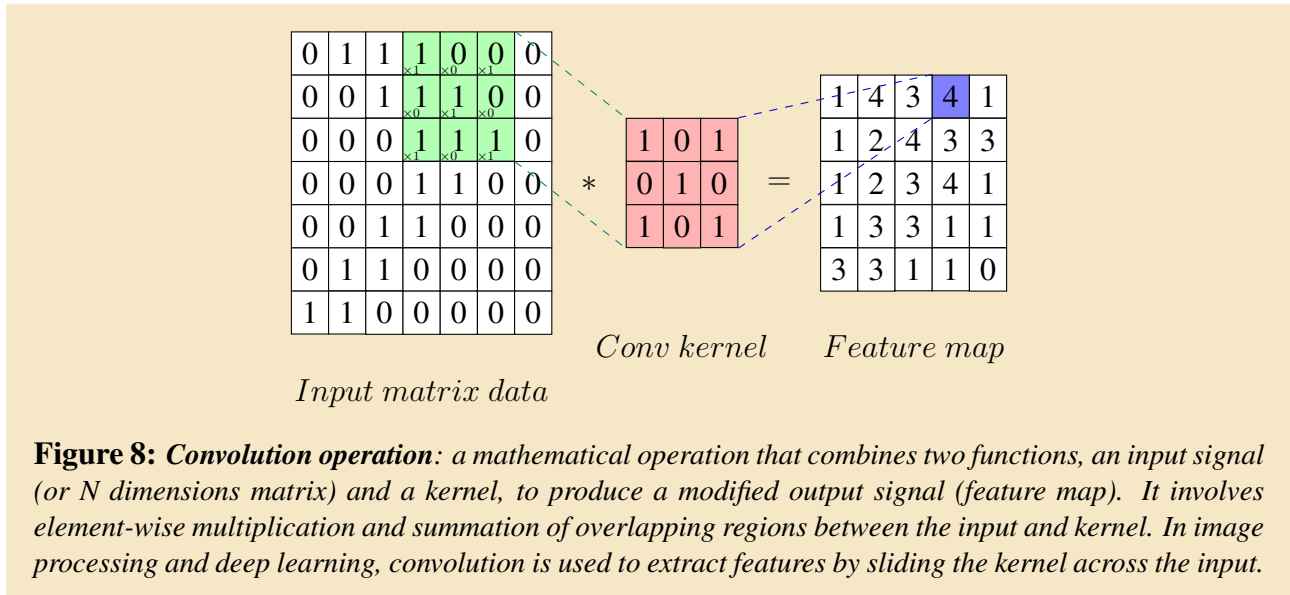 0 1 1 1 0 0 0
×1 ×0 ×1
0 0 1 1 1 0 0
×0 ×1 ×0
0 0 0 1 1 1 0
×1 ×0 ×1
0 0 0 1 1 0 0
0 0 1 1 0 0 0
0 1 1 0 0 0 0
1 1 0 0 0 0 0
Input matrix data
*
1 0 1
0 1 0
1 0 1
Conv kernel
=
1 4 3 4 1
1 2 4 3 3
1 2 3 4 1
1 3 3 1 1
3 3 1 1 0
Feature map
Figure 8: Convolution operation: a mathematical operation that combines two functions, an input signal
(or N dimensions matrix) and a kernel, to produce a modified output signal (feature map). It involves
element-wise multiplication and summation of overlapping regions between the input and kernel. In image
processing and deep learning, convolution is used to extract features by sliding the kernel across the input.